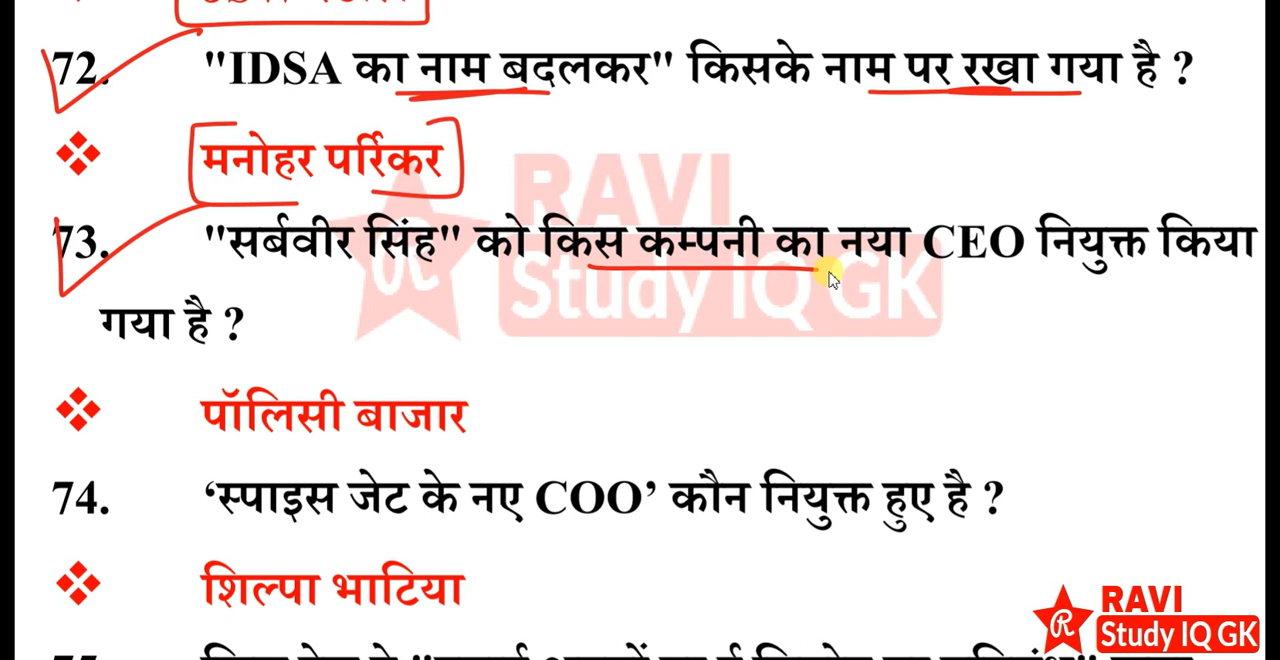 72. "IDSA का नाम बदलकर" किसके नाम पर रखा गया है ?
❖ मनोहर पर्रिकर
73. "सर्बवीर सिंह" को किस कम्पनी का नया CEO नियुक्त किया
गया है ?
❖ पॉलिसी बाजार
74. ‘स्पाइस जेट के नए COO’ कौन नियुक्त हुए है ?
❖ शिल्पा भाटिया
RAVI
Study IQ GK
RAVI
Study IQ GK